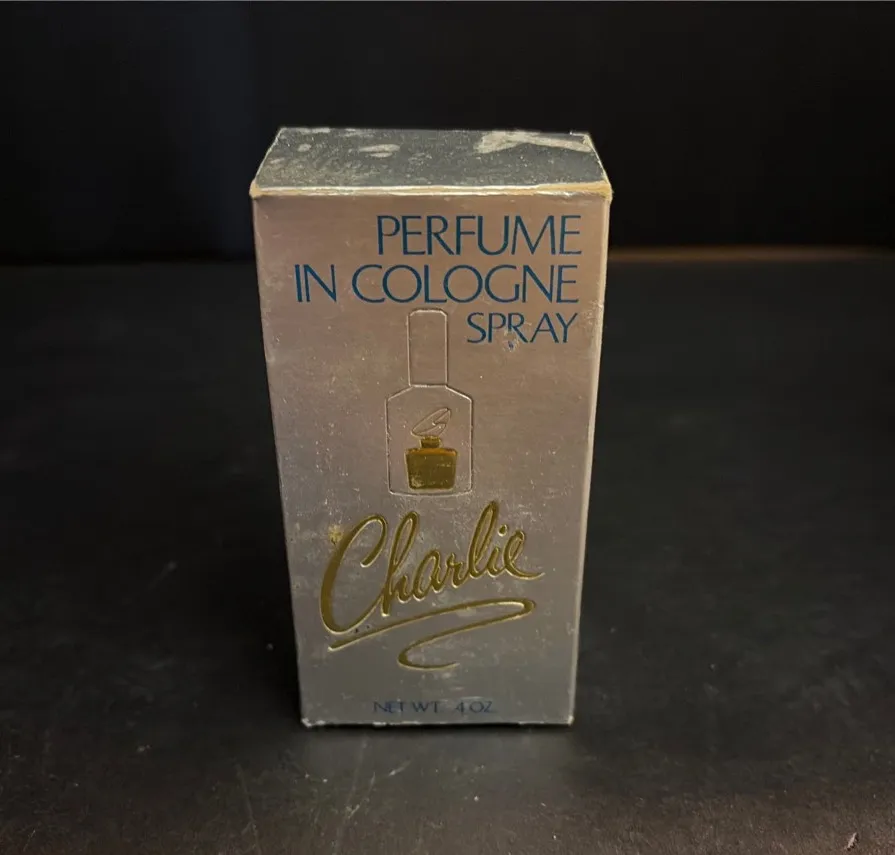 PERFUME
IN COLOGNE
SPRAY
Charlie
NET WT .4 OZ.